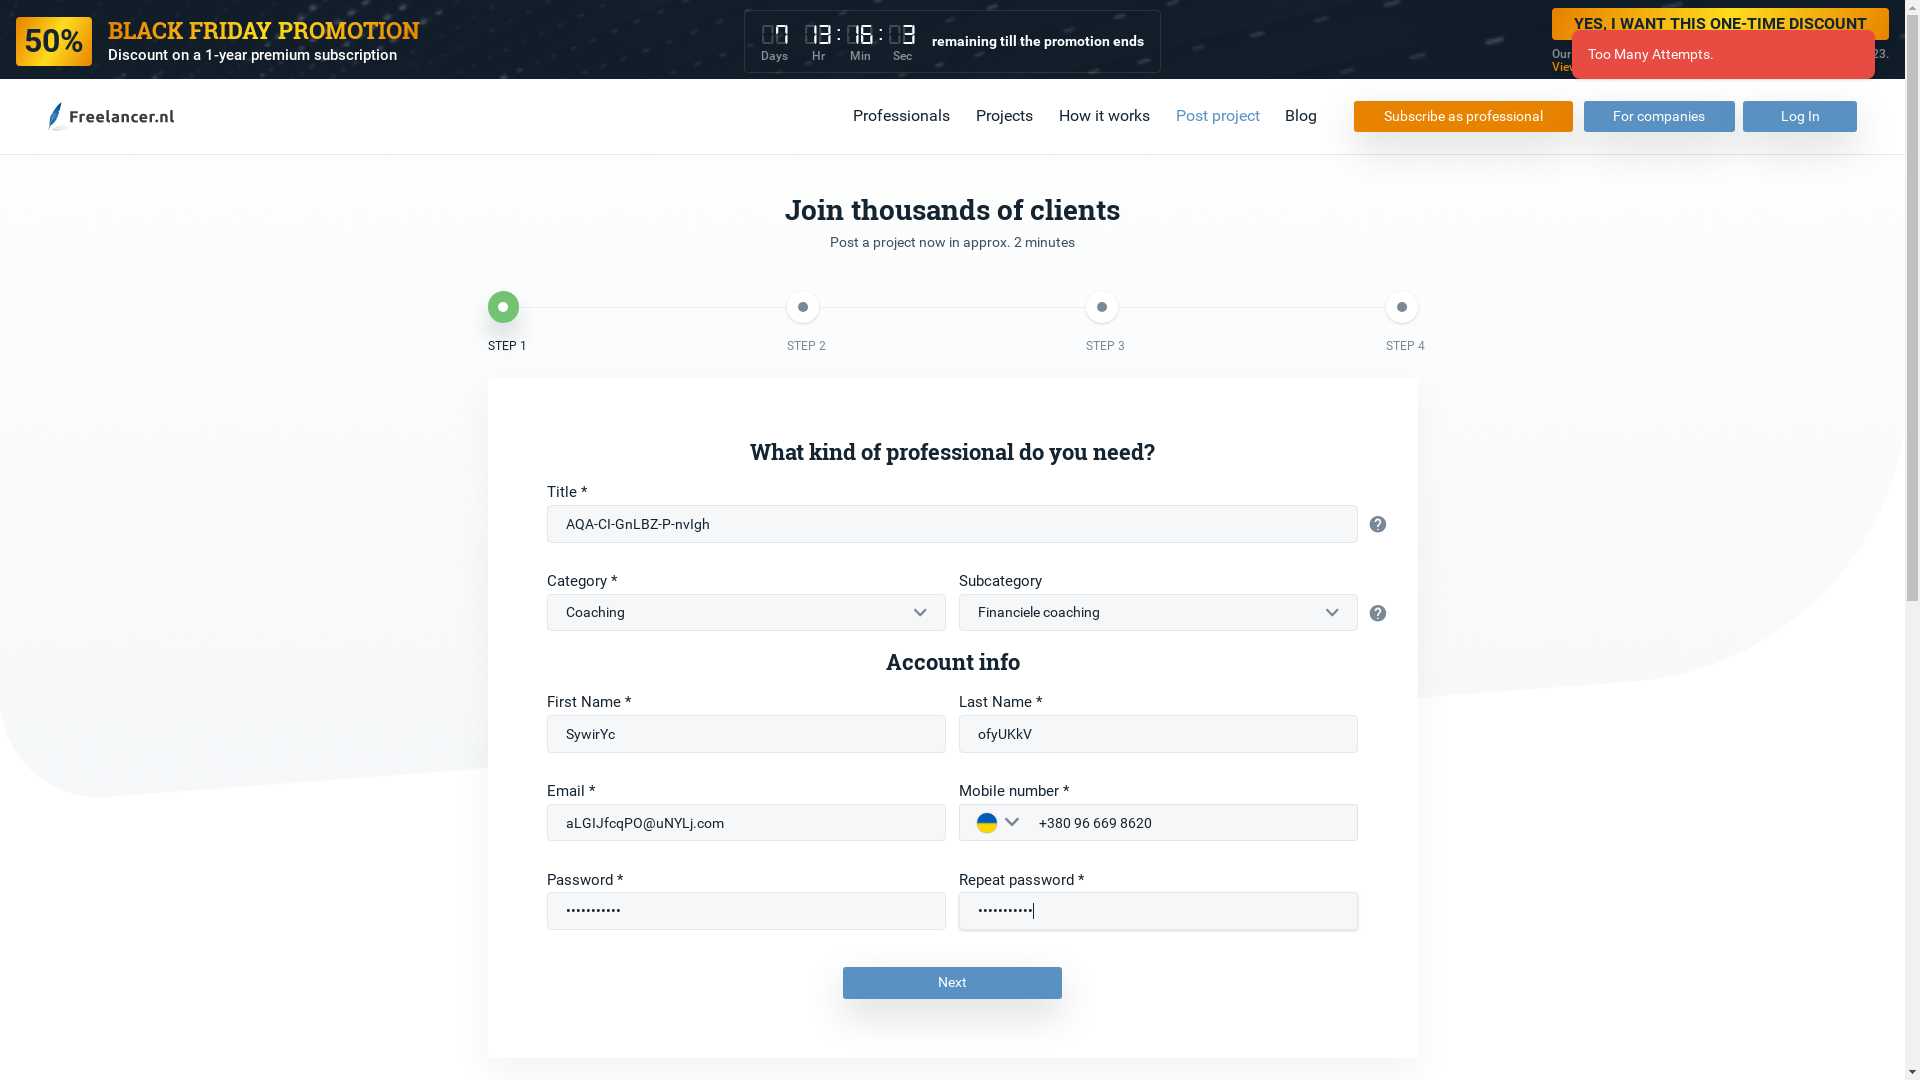 50%
BLACK FRIDAY PROMOTION
Discount on a 1-year premium subscription
7 13 : 16 : 3
Days Hr Min Sec
remaining till the promotion ends
YES, I WANT THIS ONE-TIME DISCOUNT
Our
23.
Too Many Attempts.
Freelancer.nl
Professionals Projects How it works Post project Blog
Subscribe as professional
For companies
Log In
Join thousands of clients
Post a project now in approx. 2 minutes
STEP 1 STEP 2 STEP 3 STEP 4
What kind of professional do you need?
Title *
AQA-CI-GnLBZ-P-nvIgh
Category * Subcategory
Coaching Financiele coaching
Account info
First Name * Last Name *
SywirYc ofyUKkV
Email * Mobile number *
aLGIJfcqPO@uNYLj.com +380 96 669 8620
Password * Repeat password *
••••••••••• •••••••••••
Next